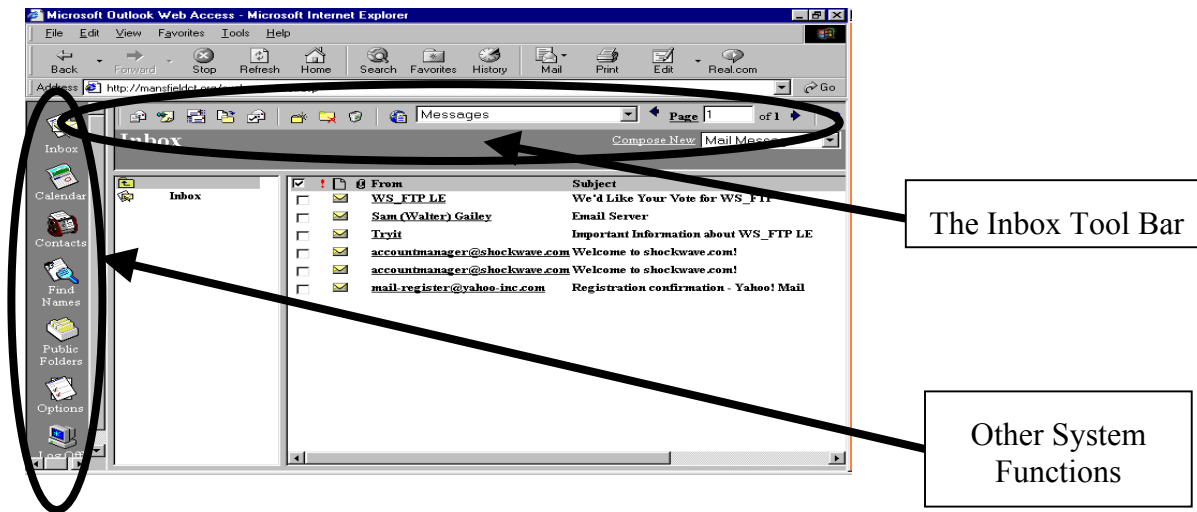 Microsoft Outlook Web Access - Microsoft Internet Explorer
File Edit View Favorites Tools Help
Back Forward Stop Refresh Home Search Favorites History Mail Print Edit Real.com
Address Go
Messages Page 1 of 1
Inbox Compose New Mail Message
Inbox
Calendar
Contacts
Find
Names
Public
Folders
Options
Log Off
Inbox
From Subject
WS_FTP LE We'd Like Your Vote for WS_FTP
Sam (Walter) Gailey Email Server
Tryit Important Information about WS_FTP LE
accountmanager@shockwave.com Welcome to shockwave.com!
accountmanager@shockwave.com Welcome to shockwave.com!
mail-register@yahoo-inc.com Registration confirmation - Yahoo! Mail
The Inbox Tool Bar
Other System
Functions